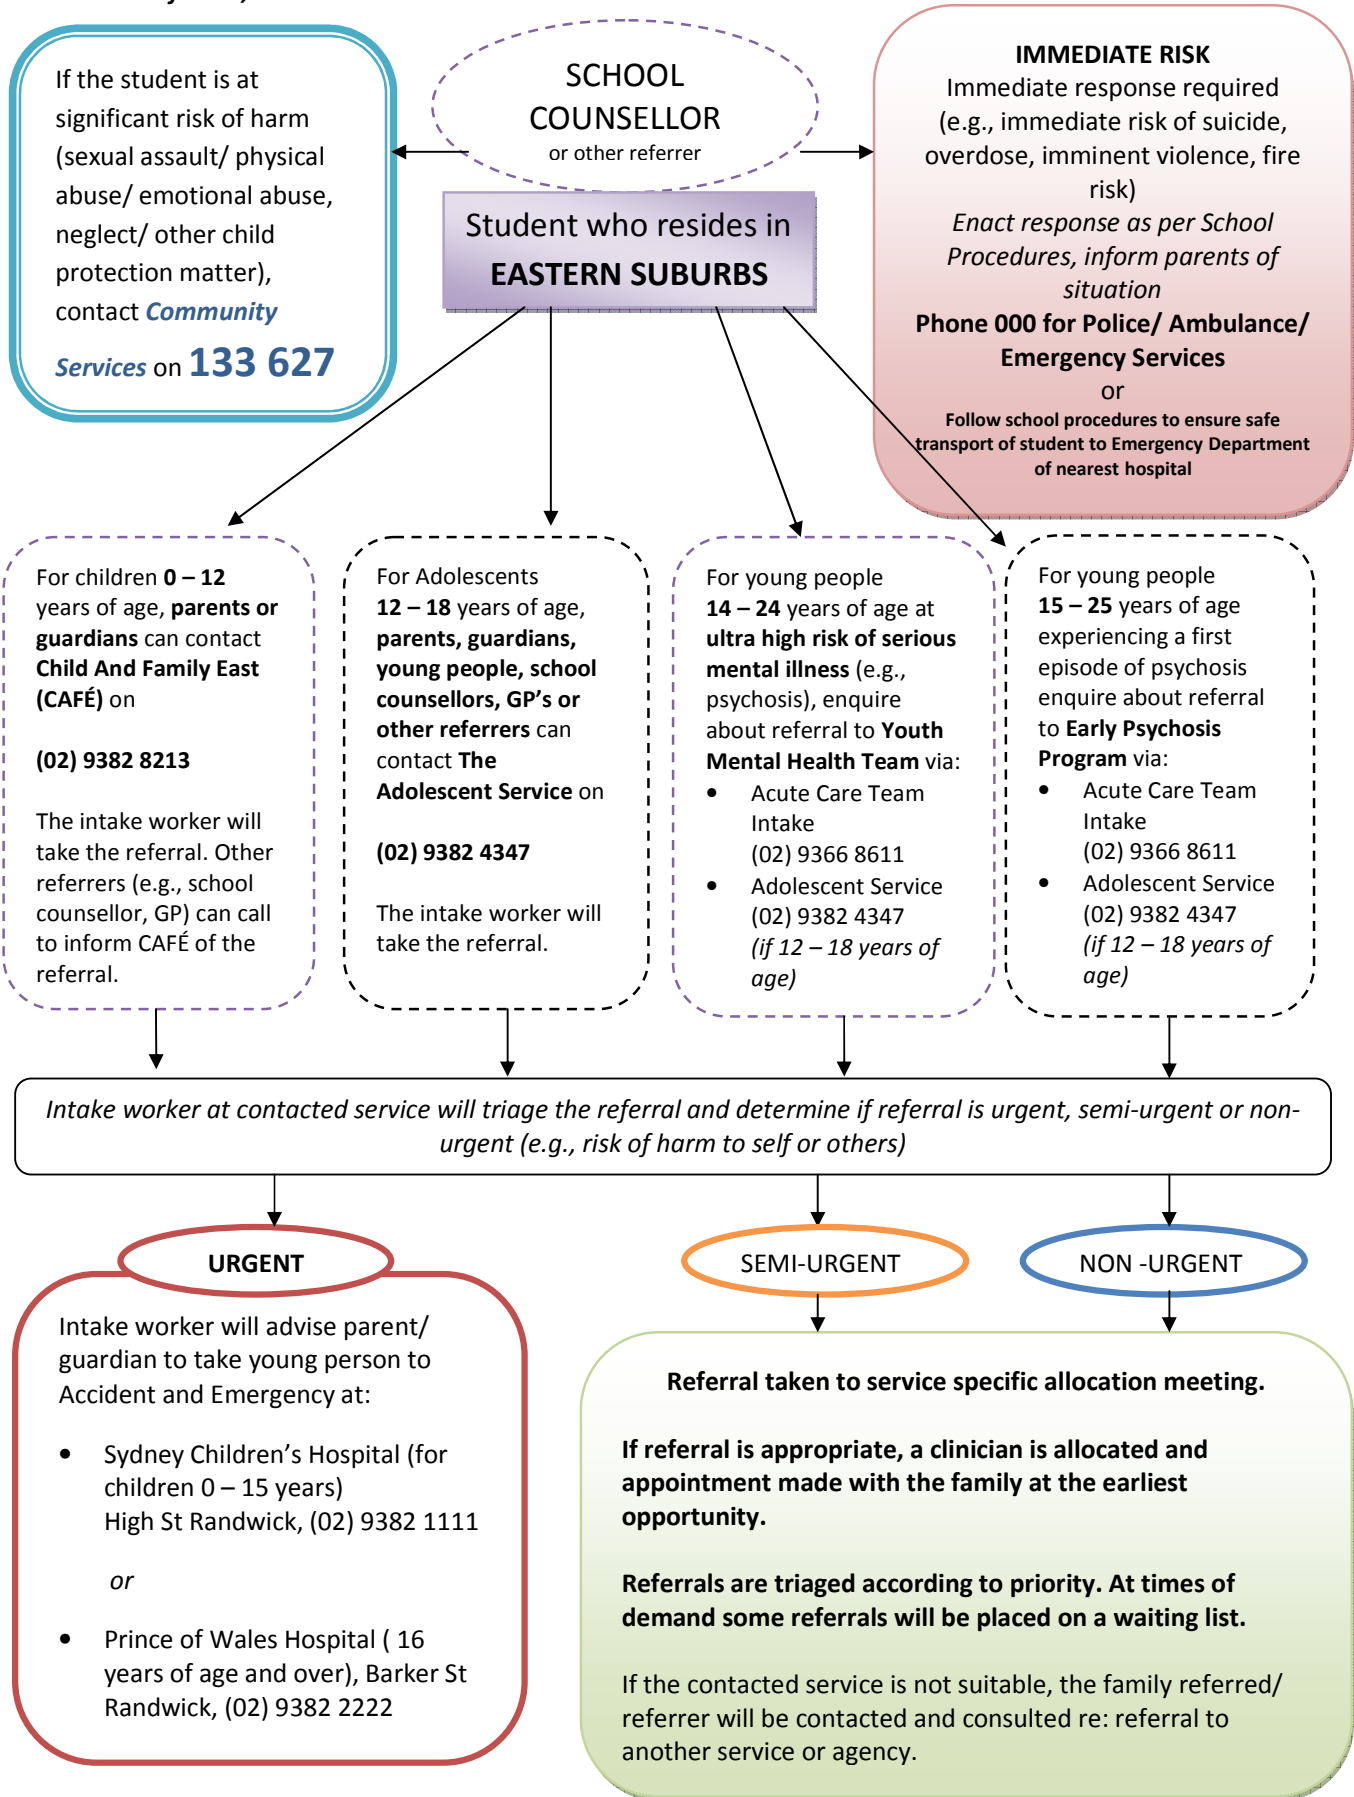 If the student is at
significant risk of harm
(sexual assault/ physical
abuse/ emotional abuse,
neglect/ other child
protection matter),
contact Community
Services on 133 627
SCHOOL
COUNSELLOR
or other referrer
Student who resides in
EASTERN SUBURBS
IMMEDIATE RISK
Immediate response required
(e.g., immediate risk of suicide,
overdose, imminent violence, fire
risk)
Enact response as per School
Procedures, inform parents of
situation
Phone 000 for Police/ Ambulance/
Emergency Services
or
Follow school procedures to ensure safe
transport of student to Emergency Department
of nearest hospital
For children 0 – 12
years of age, parents or
guardians can contact
Child And Family East
(CAFÉ) on
(02) 9382 8213
The intake worker will
take the referral. Other
referrers (e.g., school
counsellor, GP) can call
to inform CAFÉ of the
referral.
For Adolescents
12 – 18 years of age,
parents, guardians,
young people, school
counsellors, GP's or
other referrers can
contact The
Adolescent Service on
(02) 9382 4347
The intake worker will
take the referral.
For young people
14 – 24 years of age at
ultra high risk of serious
mental illness (e.g.,
psychosis), enquire
about referral to Youth
Mental Health Team via:
• Acute Care Team
Intake
(02) 9366 8611
• Adolescent Service
(02) 9382 4347
(if 12 – 18 years of
age)
For young people
15 – 25 years of age
experiencing a first
episode of psychosis
enquire about referral
to Early Psychosis
Program via:
• Acute Care Team
Intake
(02) 9366 8611
• Adolescent Service
(02) 9382 4347
(if 12 – 18 years of
age)
Intake worker at contacted service will triage the referral and determine if referral is urgent, semi-urgent or non-
urgent (e.g., risk of harm to self or others)
URGENT
Intake worker will advise parent/
guardian to take young person to
Accident and Emergency at:
• Sydney Children's Hospital (for
children 0 – 15 years)
High St Randwick, (02) 9382 1111
or
• Prince of Wales Hospital ( 16
years of age and over), Barker St
Randwick, (02) 9382 2222
SEMI-URGENT
NON -URGENT
Referral taken to service specific allocation meeting.
If referral is appropriate, a clinician is allocated and
appointment made with the family at the earliest
opportunity.
Referrals are triaged according to priority. At times of
demand some referrals will be placed on a waiting list.
If the contacted service is not suitable, the family referred/
referrer will be contacted and consulted re: referral to
another service or agency.